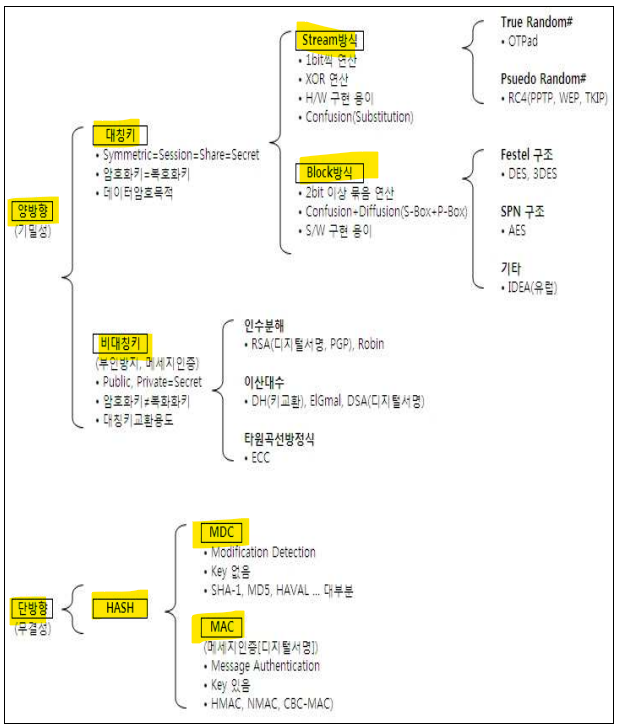 양방향
(기밀성)
대칭키
• Symmetric=Session=Share=Secret
• 암호화키=복호화키
• 데이터암호목적
Stream방식
• 1bit씩 연산
• XOR 연산
• H/W 구현 용이
• Confusion(Substitution)
True Random#
• OTPad
Psuedo Random#
• RC4(PPTP, WEP, TKIP)
Block방식
• 2bit 이상 묶음 연산
• Confusion+Diffusion(S-Box+P-Box)
• S/W 구현 용이
Festel 구조
• DES, 3DES
SPN 구조
• AES
기타
• IDEA(유럽)
비대칭키
(부인방지, 메세지인증)
• Public, Private=Secret
• 암호화키≠복화화키
• 대칭키교환용도
인수분해
• RSA(디지털서명, PGP), Robin
이산대수
• DH(키교환), ElGmal, DSA(디지털서명)
타원곡선방정식
• ECC
단방향
(무결성)
HASH
MDC
• Modification Detection
• Key 없음
• SHA-1, MD5, HAVAL ... 대부분
MAC
(메세지인증[디지털서명])
• Message Authentication
• Key 있음
• HMAC, NMAC, CBC-MAC)